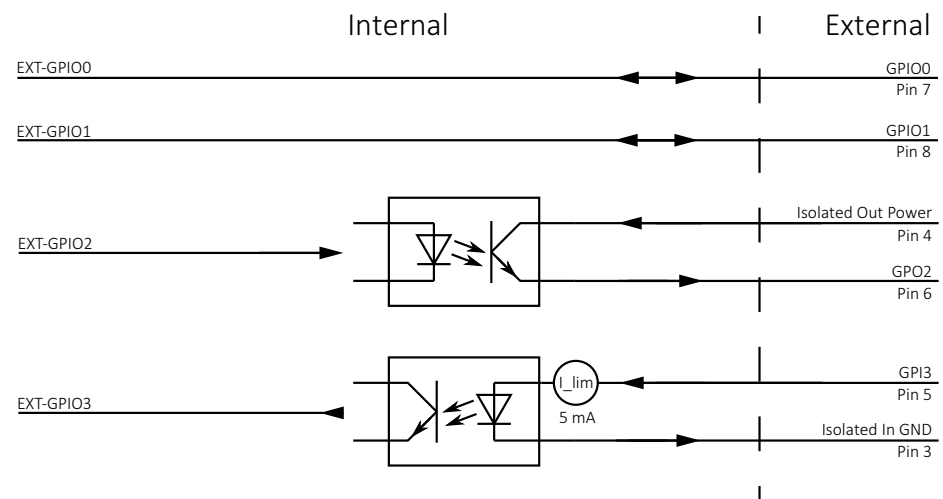 Internal
External
EXT-GPIO0
GPIO0
Pin 7
EXT-GPIO1
GPIO1
Pin 8
Isolated Out Power
Pin 4
EXT-GPIO2
GPO2
Pin 6
GPI3
I_lim
Pin 5
EXT-GPIO3
5 mA
Isolated In GND
Pin 3